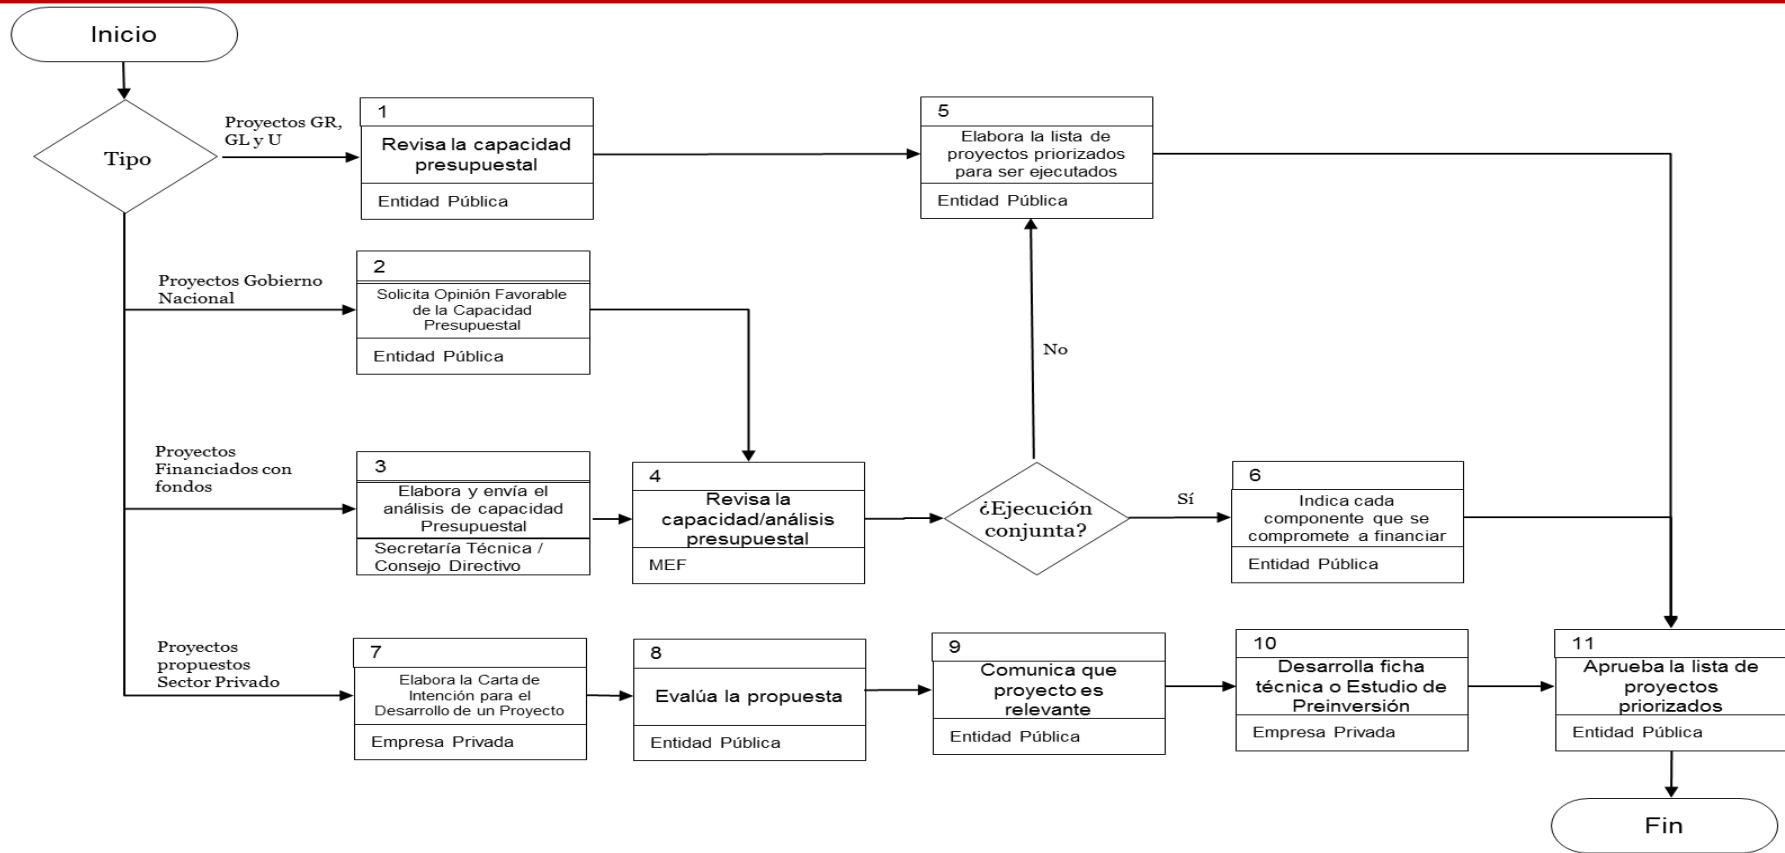 Inicio
Tipo
Proyectos GR,
GL y U
1
Revisa la capacidad
presupuestal
Entidad Pública
5
Elabora la lista de
proyectos priorizados
para ser ejecutados
Entidad Pública
Proyectos Gobierno
Nacional
2
Solicita Opinión Favorable
de la Capacidad
Presupuestal
Entidad Pública
No
Proyectos
Financiados con
fondos
3
Elabora y envía el
análisis de capacidad
Presupuestal
Secretaría Técnica /
Consejo Directivo
4
Revisa la
capacidad/análisis
presupuestal
MEF
¿Ejecución
conjunta?
Sí
6
Indica cada
componente que se
compromete a financiar
Entidad Pública
Proyectos
propuestos
Sector Privado
7
Elabora la Carta de
Intención para el
Desarrollo de un Proyecto
Empresa Privada
8
Evalúa la propuesta
Entidad Pública
9
Comunica que
proyecto es
relevante
Entidad Pública
10
Desarrolla ficha
técnica o Estudio de
Preinversión
Empresa Privada
11
Aprueba la lista de
proyectos
priorizados
Entidad Pública
Fin